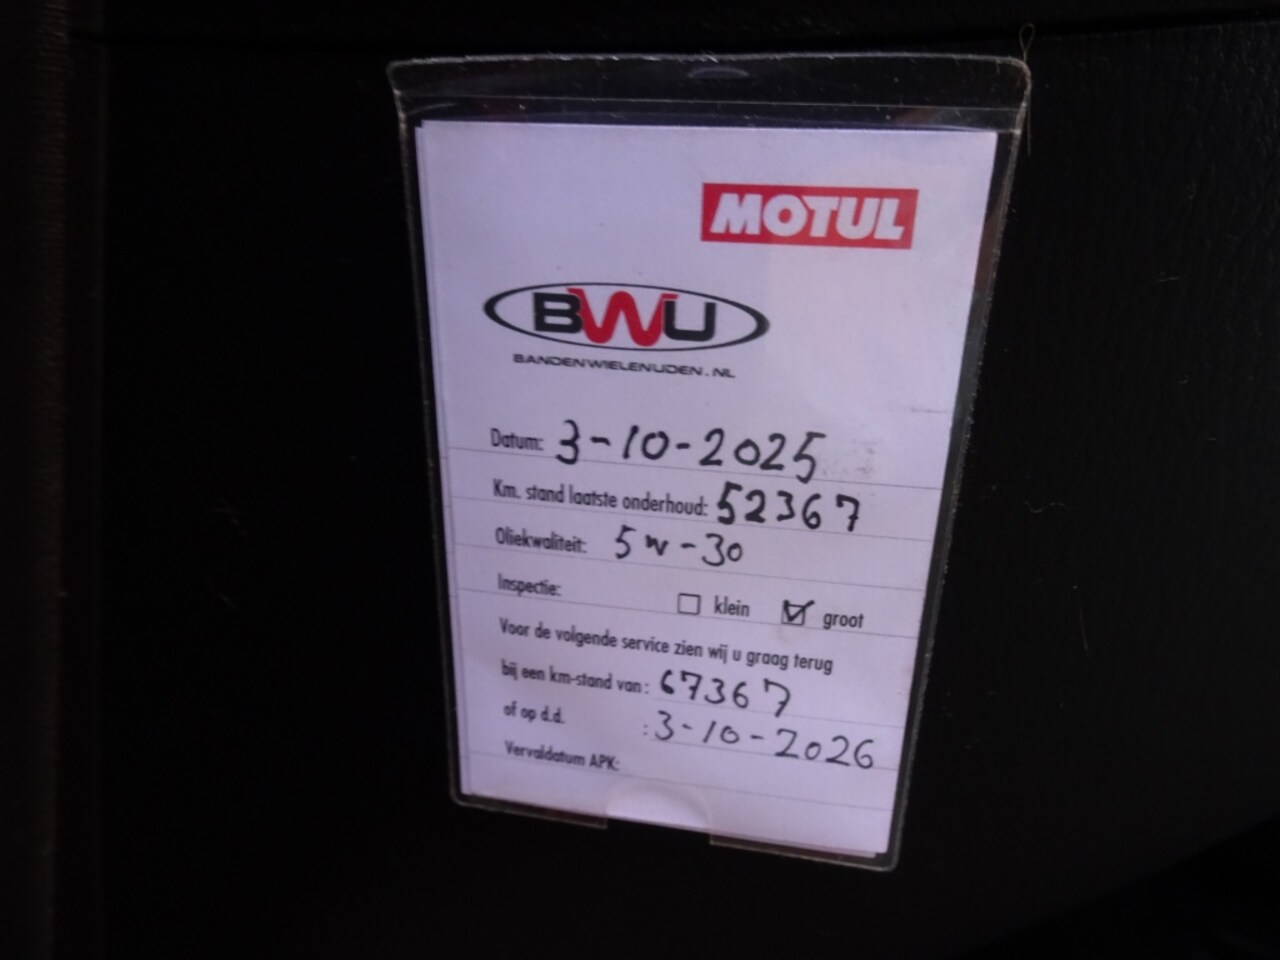 MOTUL
BWU
BANDENWIELENUDEN.NL
Datum: 3-10-2025
Km. stand laatste onderhoud: 52367
Oliekwaliteit: 5w-30
Inspectie: klein groot
Voor de volgende service zien wij u graag terug
bij een km-stand van: 67367
of op d.d. : 3-10-2026
Vervaldatum APK: